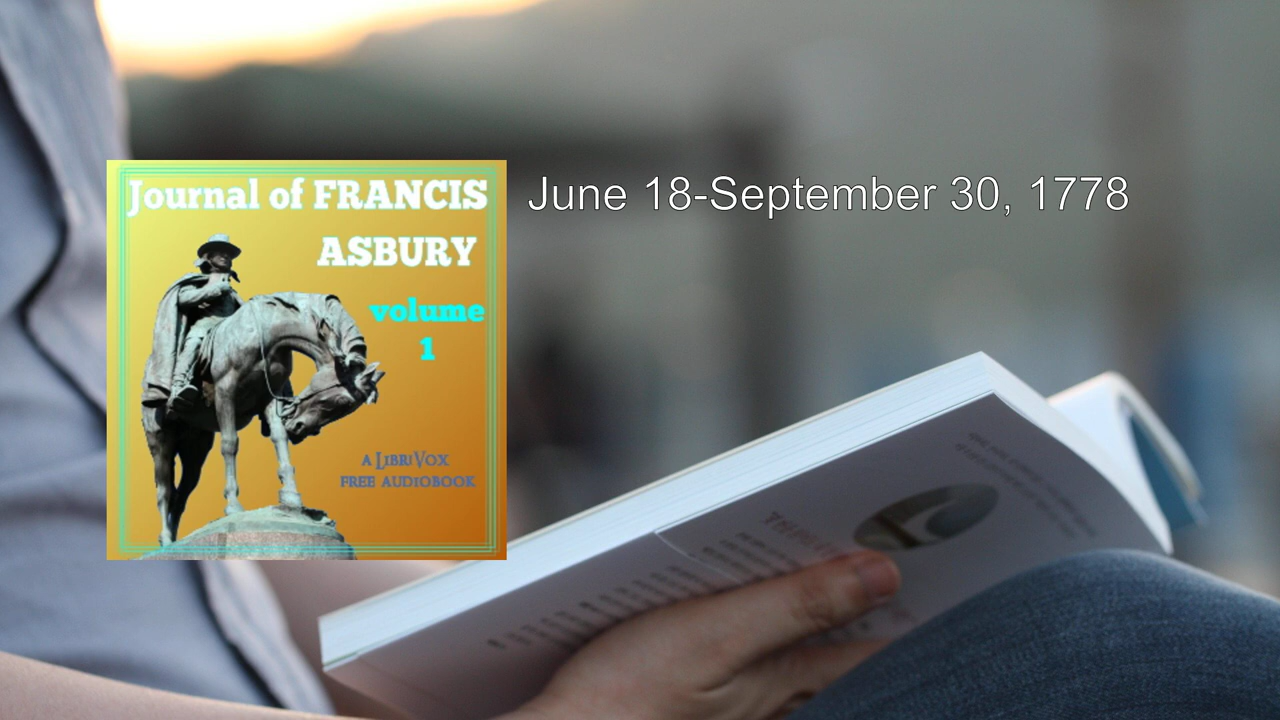 Journal of FRANCIS
ASBURY
volume
1
A LIBRIVOX
FREE AUDIOBOOK
June 18-September 30, 1778